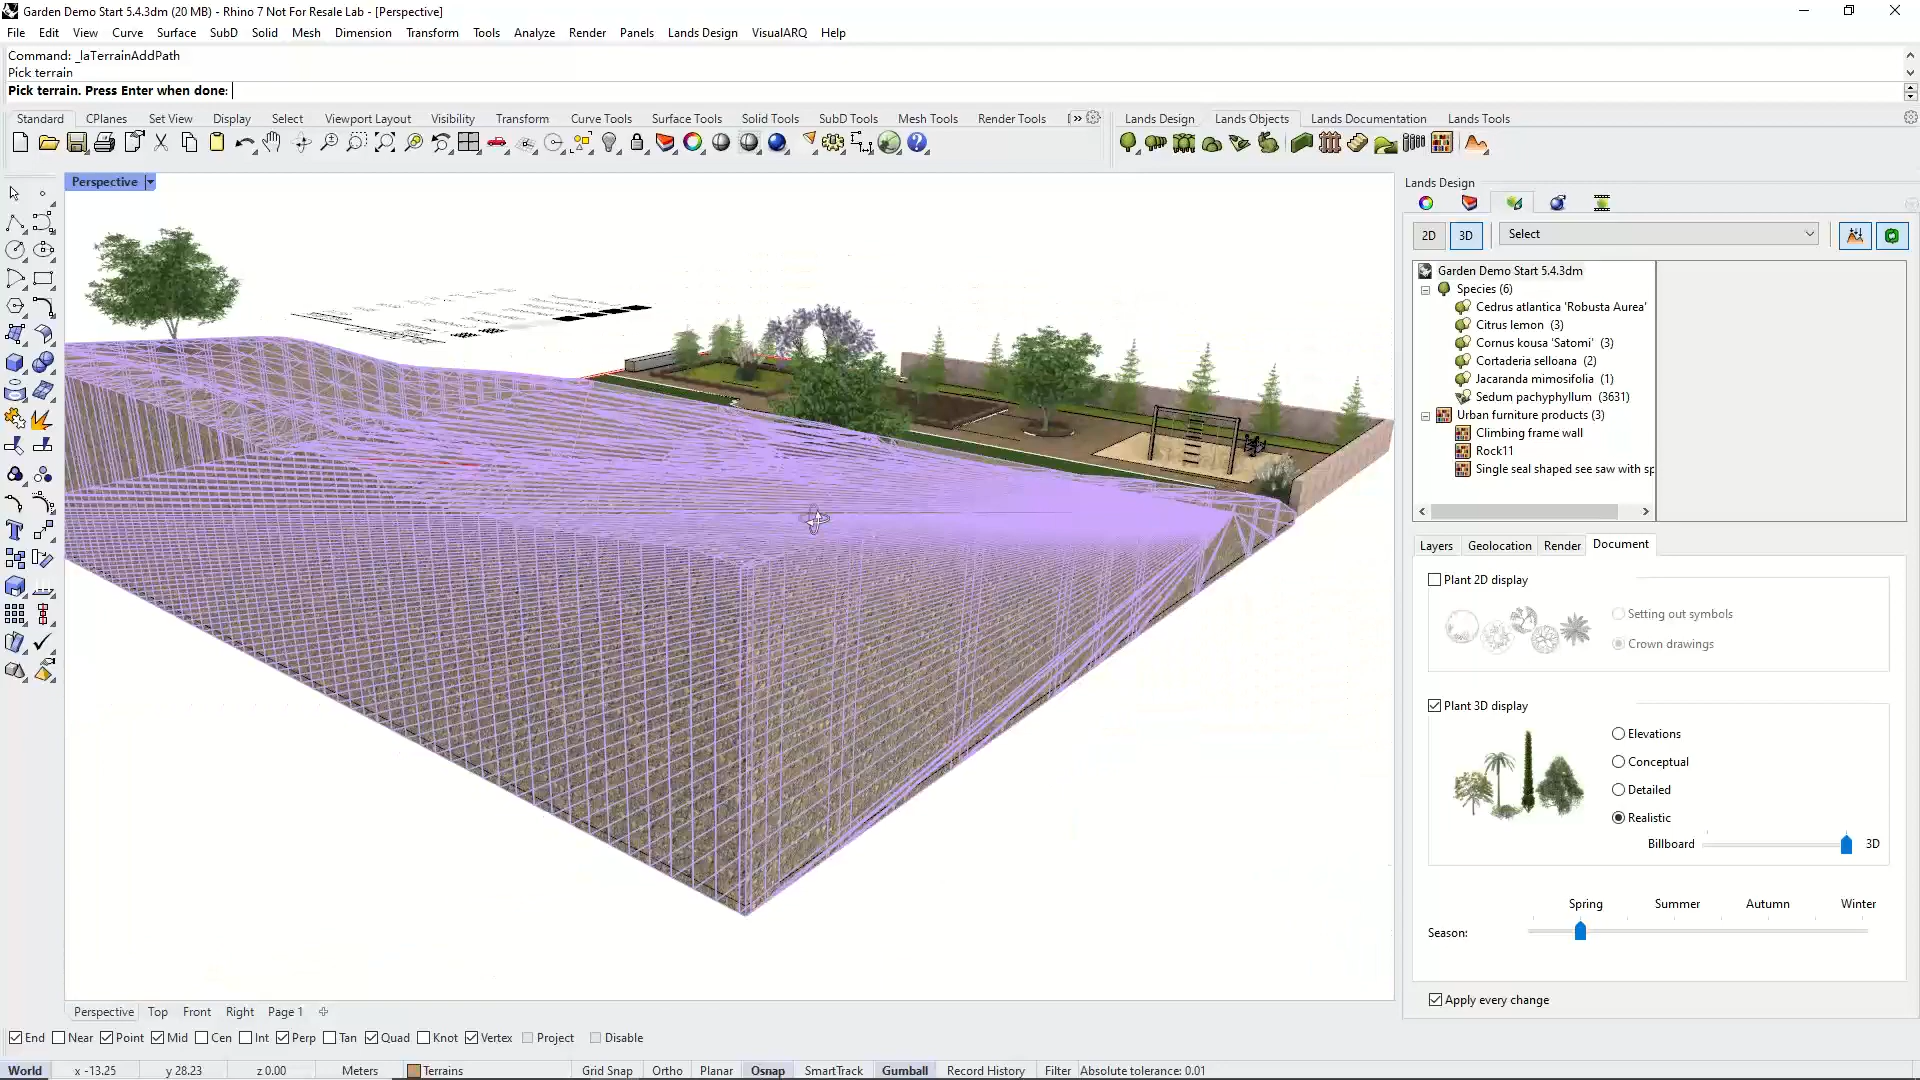 Garden Demo Start 5.4.3dm (20 MB) - Rhino 7 Not For Resale Lab - [Perspective]
File Edit View Curve Surface SubD Solid Mesh Dimension Transform Tools Analyze Render Panels Lands Design VisualARQ Help
Command: _laTerrainAddPath
Pick terrain
Pick terrain. Press Enter when done:
Standard CPlanes Set View Display Select Viewport Layout Visibility Transform Curve Tools Surface Tools Solid Tools SubD Tools Mesh Tools Render Tools
Lands Design Lands Objects Lands Documentation Lands Tools
Perspective
Lands Design
2D 3D Select
Garden Demo Start 5.4.3dm
Species (6)
Cedrus atlantica 'Robusta Aurea'
Citrus lemon (3)
Cornus kousa 'Satomi' (3)
Cortaderia selloana (2)
Jacaranda mimosifolia (1)
Sedum pachyphyllum (3631)
Urban furniture products (3)
Climbing frame wall
Rock11
Single seal shaped see saw with sp
Layers Geolocation Render Document
Plant 2D display
Setting out symbols
Crown drawings
Plant 3D display
Elevations
Conceptual
Detailed
Realistic
Billboard 3D
Spring Summer Autumn Winter
Season:
Apply every change
Perspective Top Front Right Page 1
End Near Point Mid Cen Int Perp Tan Quad Knot Vertex Project Disable
World x -13.25 y 28.23 z 0.00 Meters Terrains Grid Snap Ortho Planar Osnap SmartTrack Gumball Record History Filter Absolute tolerance: 0.01